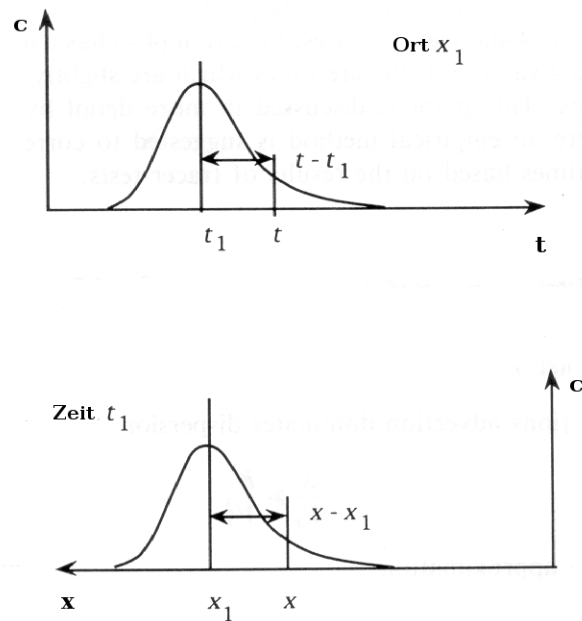 c
Ort x₁
t - t₁
t₁ t
t
c
Zeit t₁
x - x₁
x x₁ x